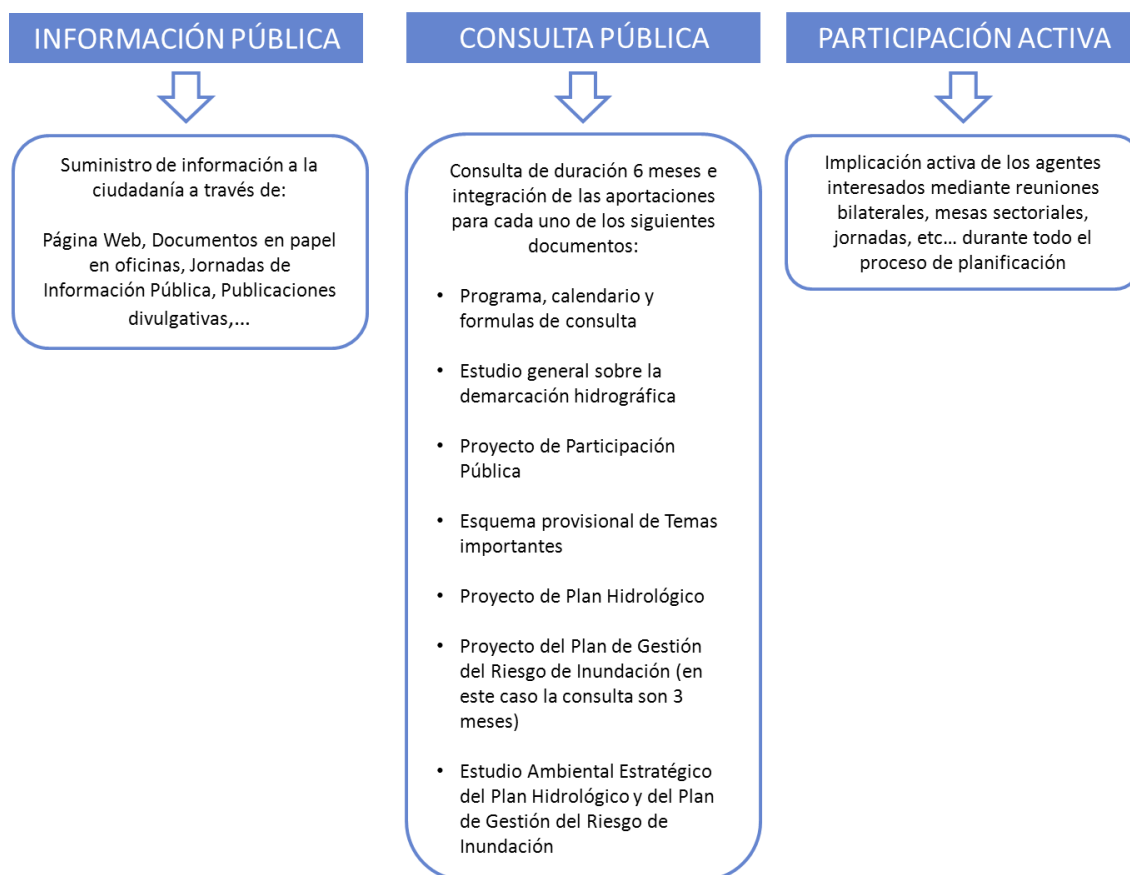 INFORMACIÓN PÚBLICA
Suministro de información a la
ciudadanía a través de:
Página Web, Documentos en papel
en oficinas, Jornadas de
Información Pública, Publicaciones
divulgativas,...
CONSULTA PÚBLICA
Consulta de duración 6 meses e
integración de las aportaciones
para cada uno de los siguientes
documentos:
• Programa, calendario y
formulas de consulta
• Estudio general sobre la
demarcación hidrográfica
• Proyecto de Participación
Pública
• Esquema provisional de Temas
importantes
• Proyecto de Plan Hidrológico
• Proyecto del Plan de Gestión
del Riesgo de Inundación (en
este caso la consulta son 3
meses)
• Estudio Ambiental Estratégico
del Plan Hidrológico y del Plan
de Gestión del Riesgo de
Inundación
PARTICIPACIÓN ACTIVA
Implicación activa de los agentes
interesados mediante reuniones
bilaterales, mesas sectoriales,
jornadas, etc... durante todo el
proceso de planificación